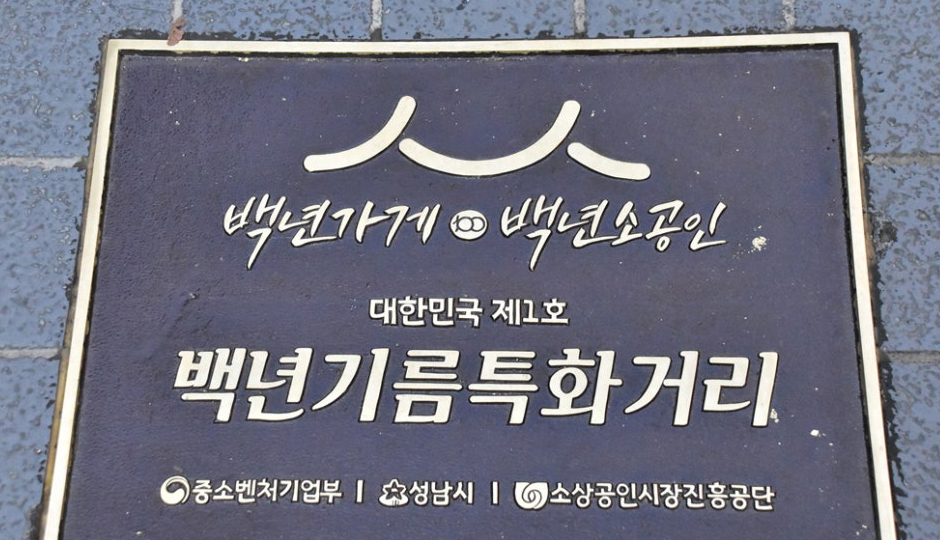 백년가게 100 백년소공인
대한민국 제1호
백년기름특화거리
중소벤처기업부 | 성남시 | 소상공인시장진흥공단